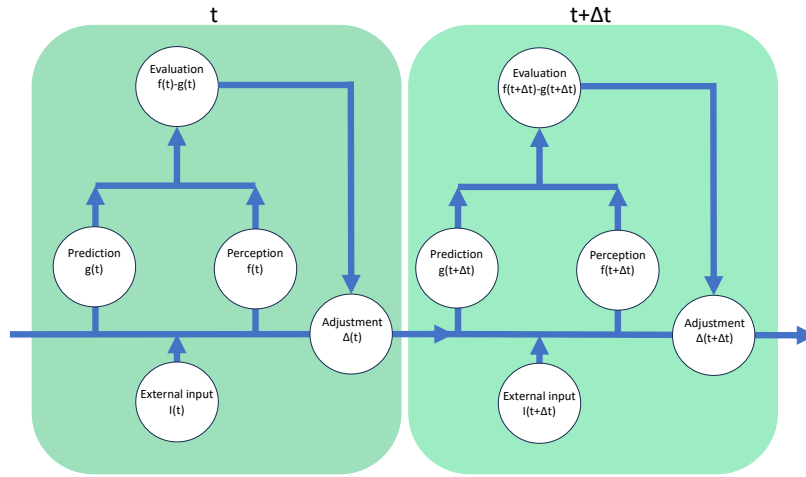 t
Evaluation
f(t)-g(t)
Prediction
g(t)
Perception
f(t)
Adjustment
Δ(t)
External input
I(t)
t+Δt
Evaluation
f(t+Δt)-g(t+Δt)
Prediction
g(t+Δt)
Perception
f(t+Δt)
Adjustment
Δ(t+Δt)
External input
I(t+Δt)